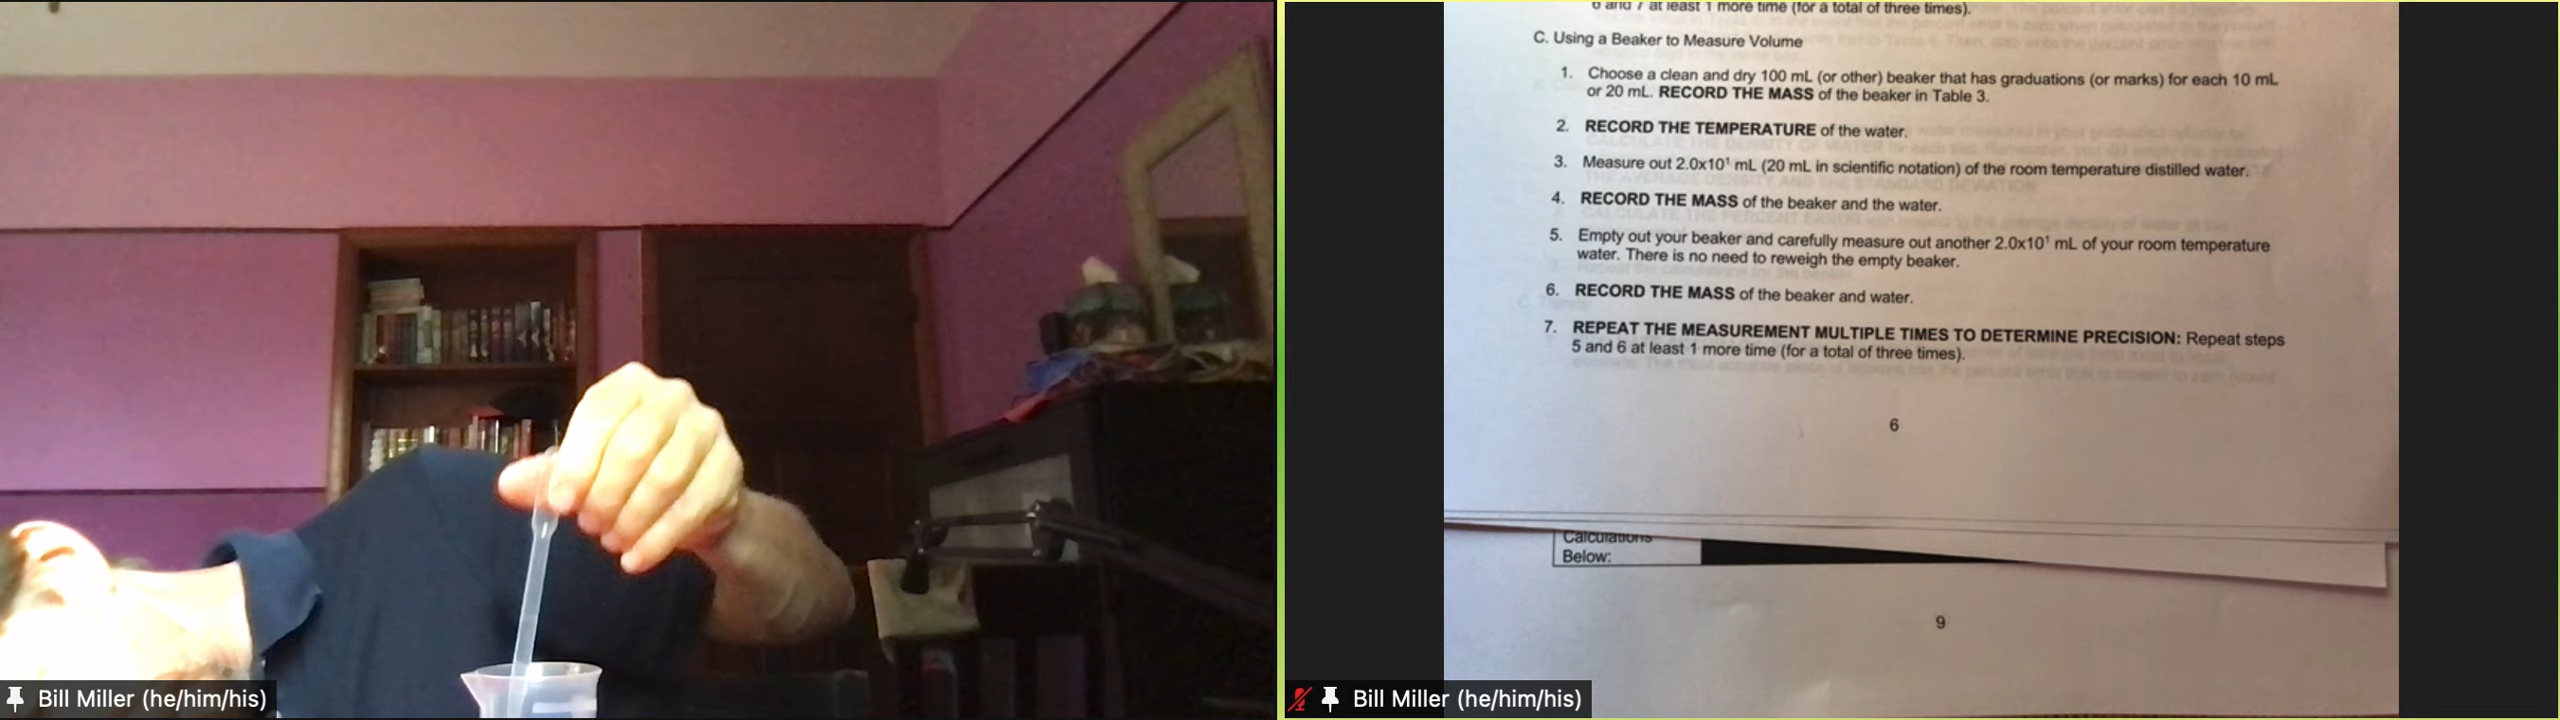 6 and 7 at least 1 more time (for a total of three times).
C. Using a Beaker to Measure Volume
1. Choose a clean and dry 100 mL (or other) beaker that has graduations (or marks) for each 10 mL
or 20 mL. RECORD THE MASS of the beaker in Table 3.
2. RECORD THE TEMPERATURE of the water.
3. Measure out 2.0x10¹ mL (20 mL in scientific notation) of the room temperature distilled water.
4. RECORD THE MASS of the beaker and the water.
5. Empty out your beaker and carefully measure out another 2.0x10¹ mL of your room temperature
water. There is no need to reweigh the empty beaker.
6. RECORD THE MASS of the beaker and water.
7. REPEAT THE MEASUREMENT MULTIPLE TIMES TO DETERMINE PRECISION: Repeat steps
5 and 6 at least 1 more time (for a total of three times).
6
Calculations
Below:
9
Bill Miller (he/him/his)
Bill Miller (he/him/his)